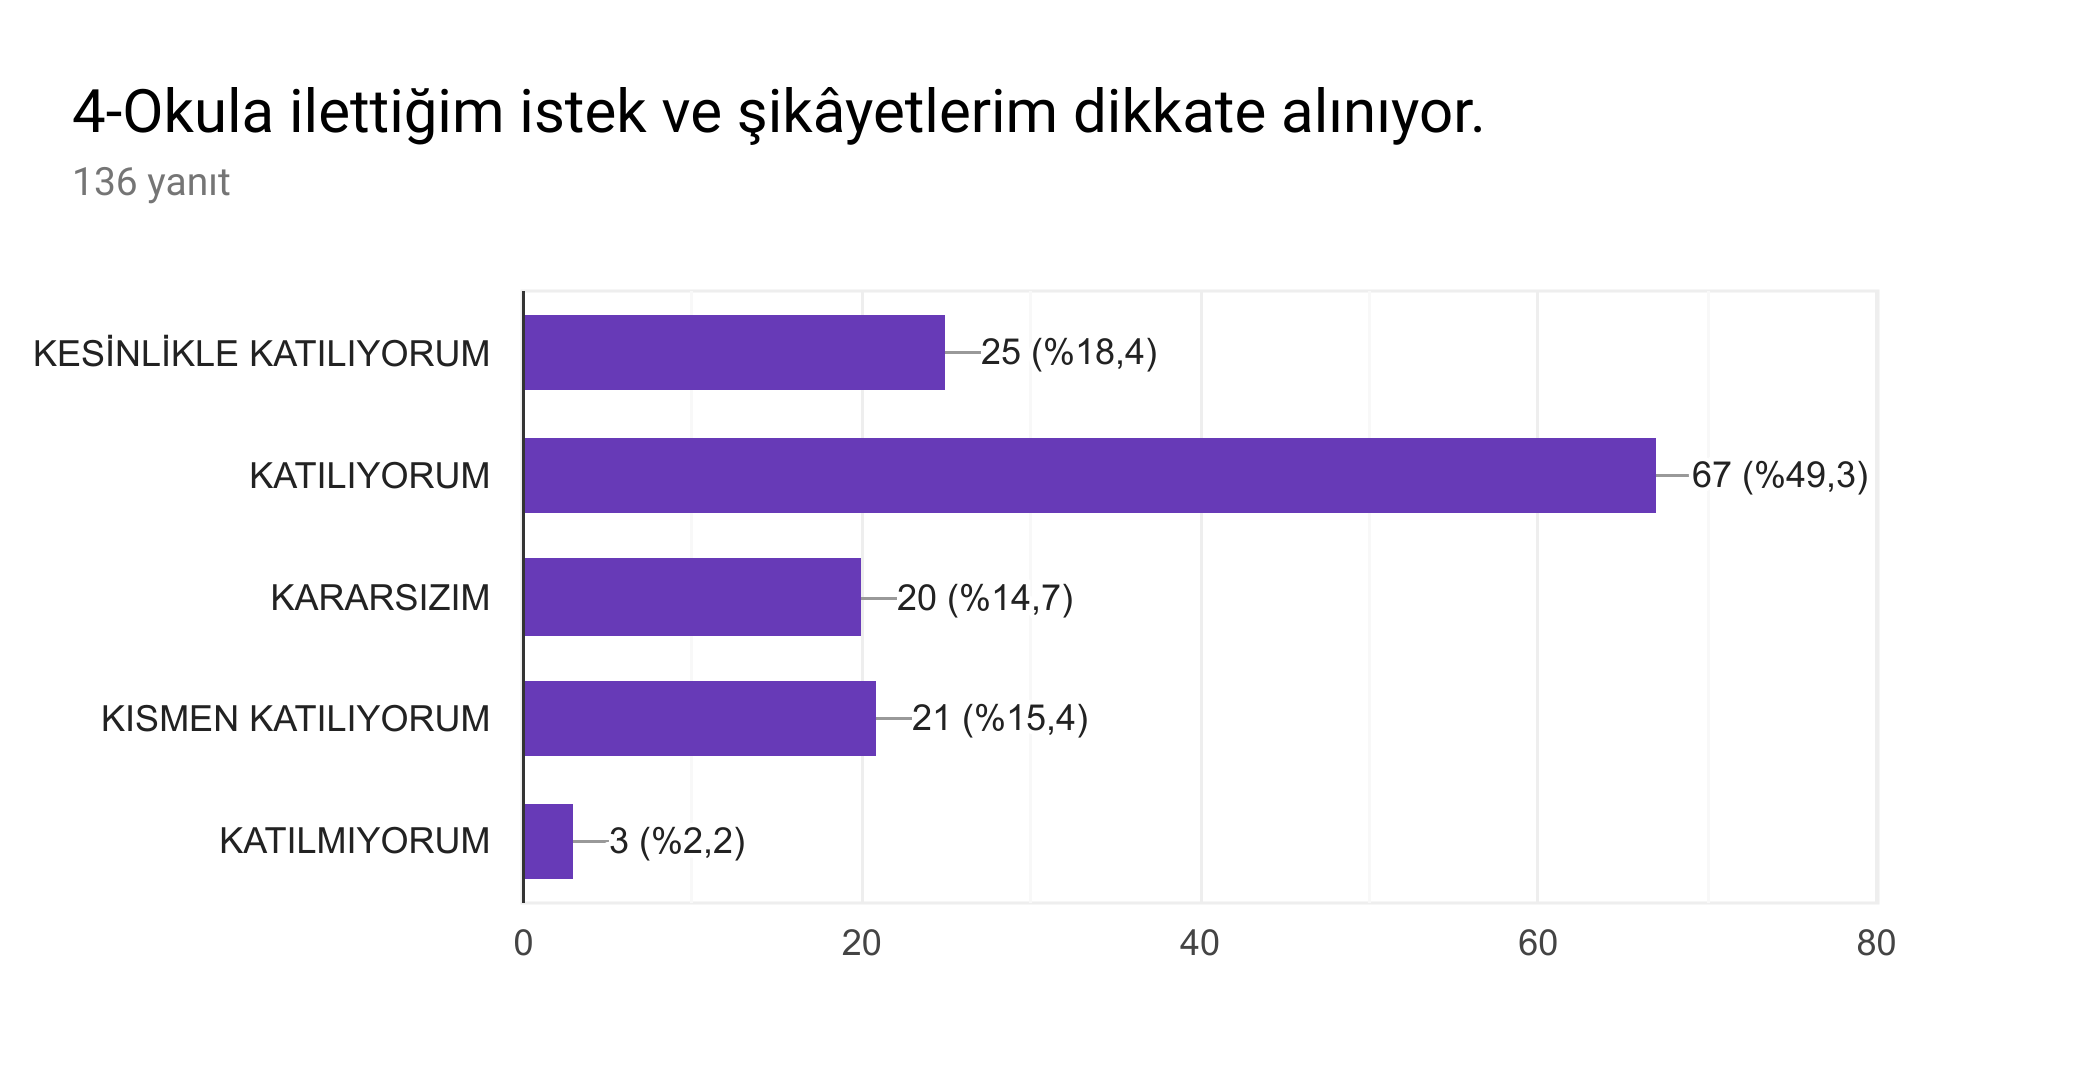 4-Okula ilettiğim istek ve şikâyetlerim dikkate alınıyor.
136 yanıt
KESİNLİKLE KATILIYORUM 25 (%18,4)
KATILIYORUM 67 (%49,3)
KARARSIZIM 20 (%14,7)
KISMEN KATILIYORUM 21 (%15,4)
KATILMIYORUM 3 (%2,2)
0 20 40 60 80